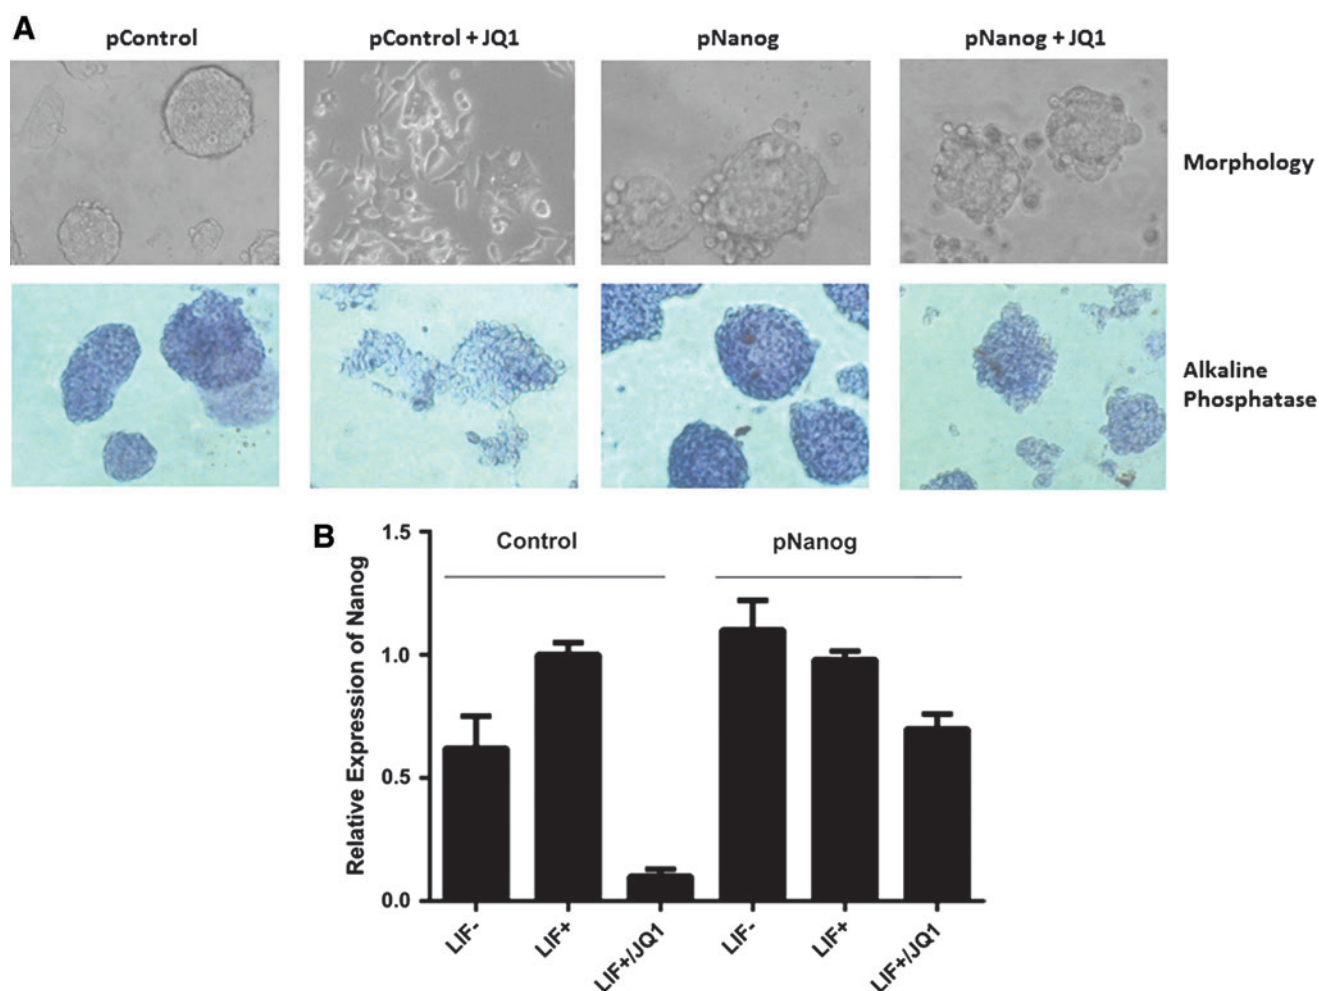 A
pControl
pControl + JQ1
pNanog
pNanog + JQ1
Morphology
Alkaline
Phosphatase
B
Control
pNanog
Relative Expression of Nanog
1.5
1.0
0.5
0.0
LIF-
LIF+
LIF+/JQ1
LIF-
LIF+
LIF+/JQ1